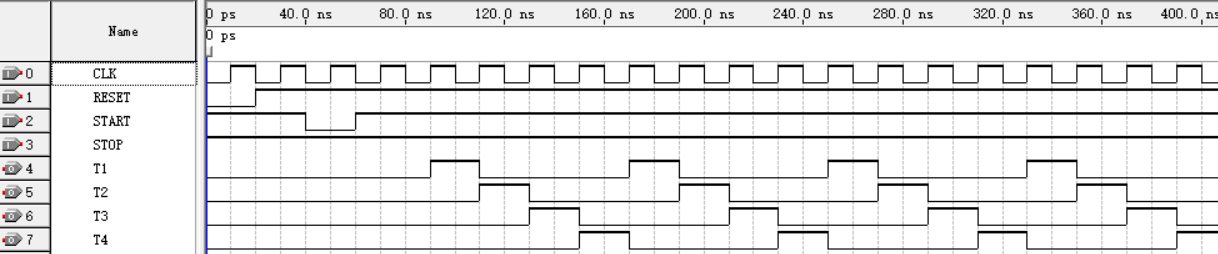 0 ps 40.0 ns 80.0 ns 120.0 ns 160.0 ns 200.0 ns 240.0 ns 280.0 ns 320.0 ns 360.0 ns 400.0 ns
Name
0 ps
0 CLK
1 RESET
2 START
3 STOP
4 T1
5 T2
6 T3
7 T4